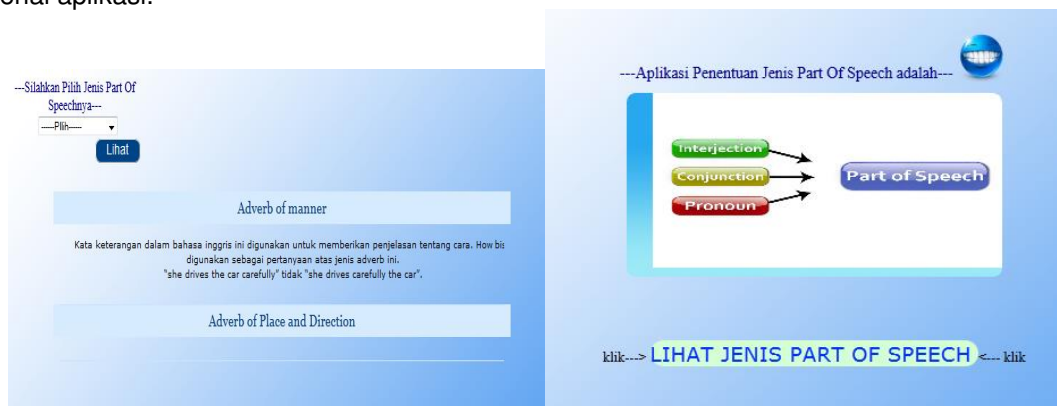 ---Silahkan Pilih Jenis Part Of
Speechnya---
-----Pllih-----
Lihat
Adverb of manner
Kata keterangan dalam bahasa inggris ini digunakan untuk memberikan penjelasan tentang cara. How bis
digunakan sebagai pertanyaan atas jenis adverb ini.
"she drives the car carefully" tidak "she drives carefully the car".
Adverb of Place and Direction
---Aplikasi Penentuan Jenis Part Of Speech adalah---
Interjection
Conjunction
Pronoun
Part of Speech
klik---> LIHAT JENIS PART OF SPEECH <--- klik